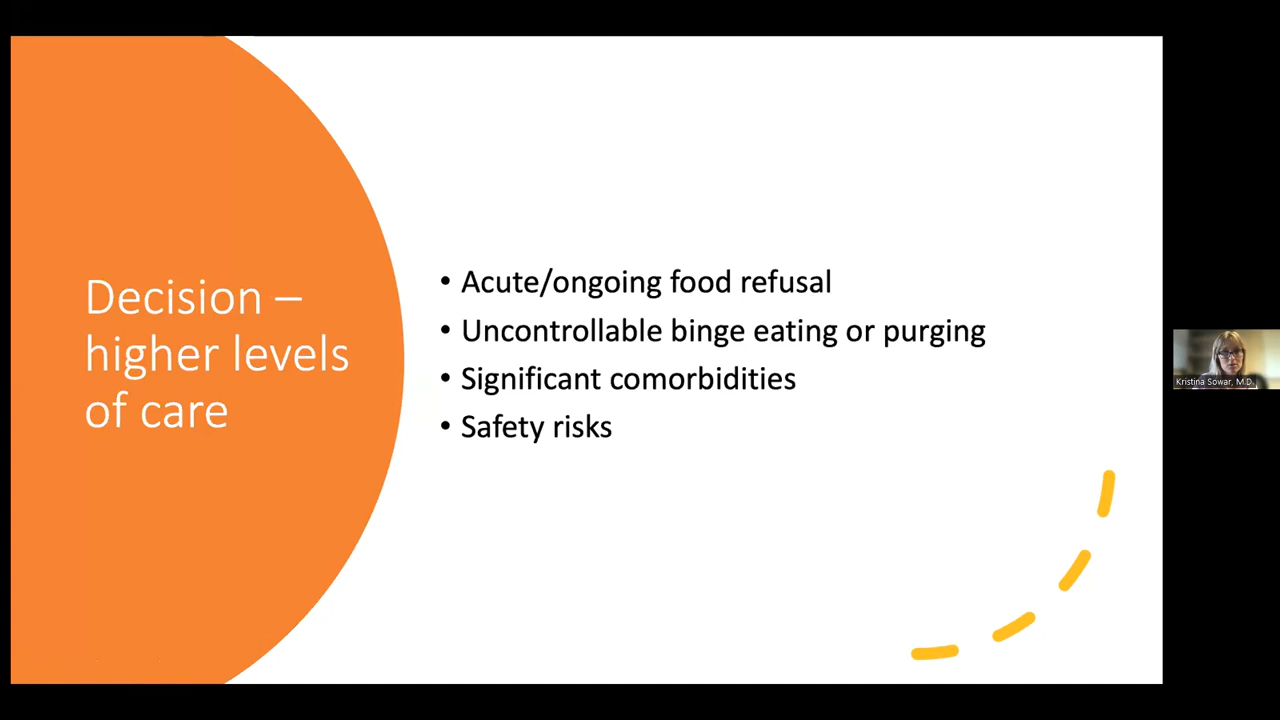 Decision –
higher levels
of care
• Acute/ongoing food refusal
• Uncontrollable binge eating or purging
• Significant comorbidities
• Safety risks
Kristina Sowar, M.D.